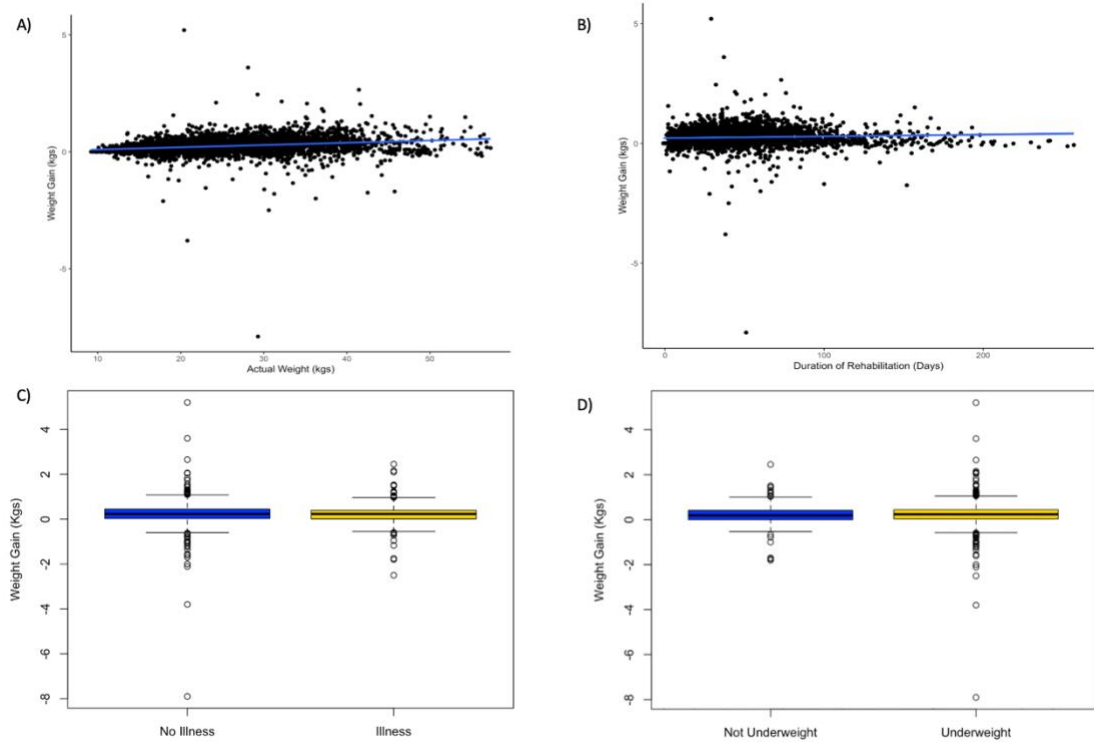 A)
Weight Gain (kgs)
5
0
-5
10 20 30 40 50
Actual Weight (kgs)
B)
Weight Gain (kgs)
5
0
-5
0 100 200
Duration of Rehabilitation (Days)
C)
Weight Gain (Kgs)
4
2
0
-2
-4
-6
-8
No Illness Illness
D)
Weight Gain (Kgs)
4
2
0
-2
-4
-6
-8
Not Underweight Underweight